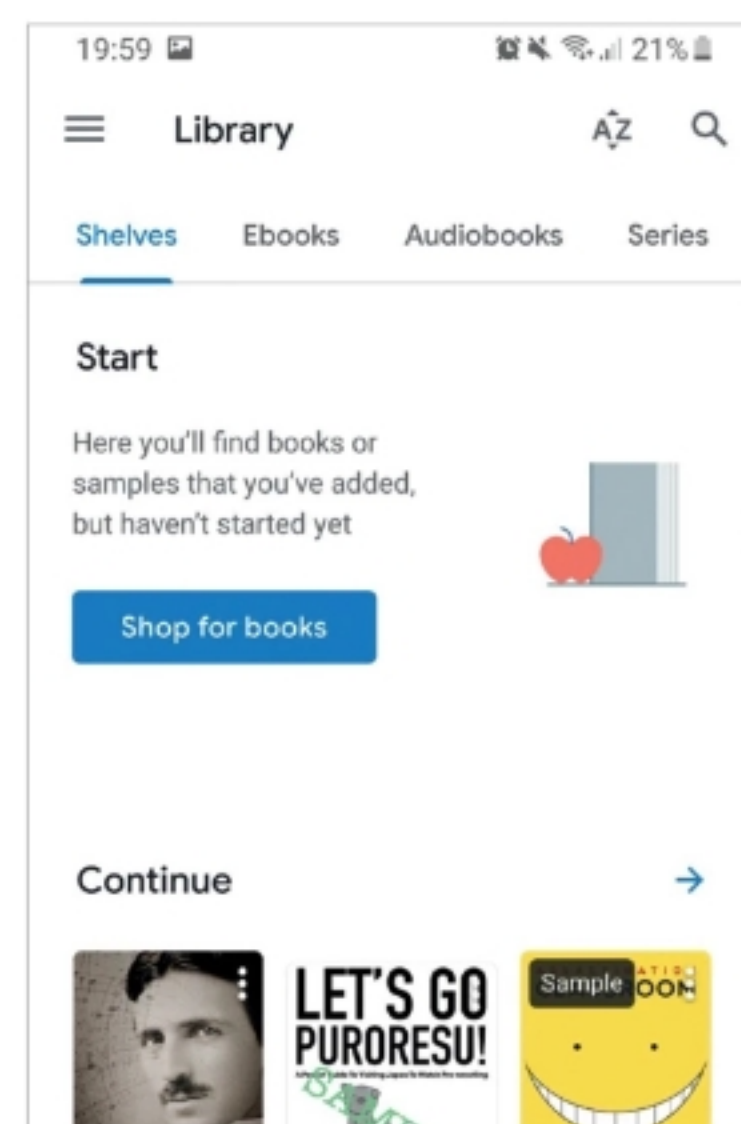 19:59 21%
Library AZ
Shelves Ebooks Audiobooks Series
Start
Here you'll find books or
samples that you've added,
but haven't started yet
Shop for books
Continue
LET'S GO
PURORESU!
Sample